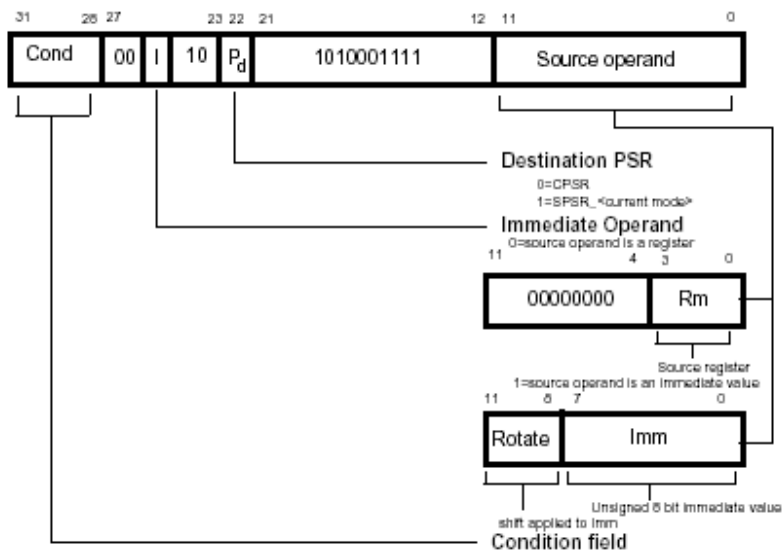 31 28 27 23 22 21 12 11 0
Cond 00 I 10 Pd 1010001111 Source operand
Destination PSR
0=CPSR
1=SPSR_<current mode>
Immediate Operand
0=source operand is a register
11 4 3 0
00000000 Rm
Source register
1=source operand is an immediate value
11 8 7 0
Rotate Imm
Unsigned 8 bit immediate value
shift applied to Imm
Condition field